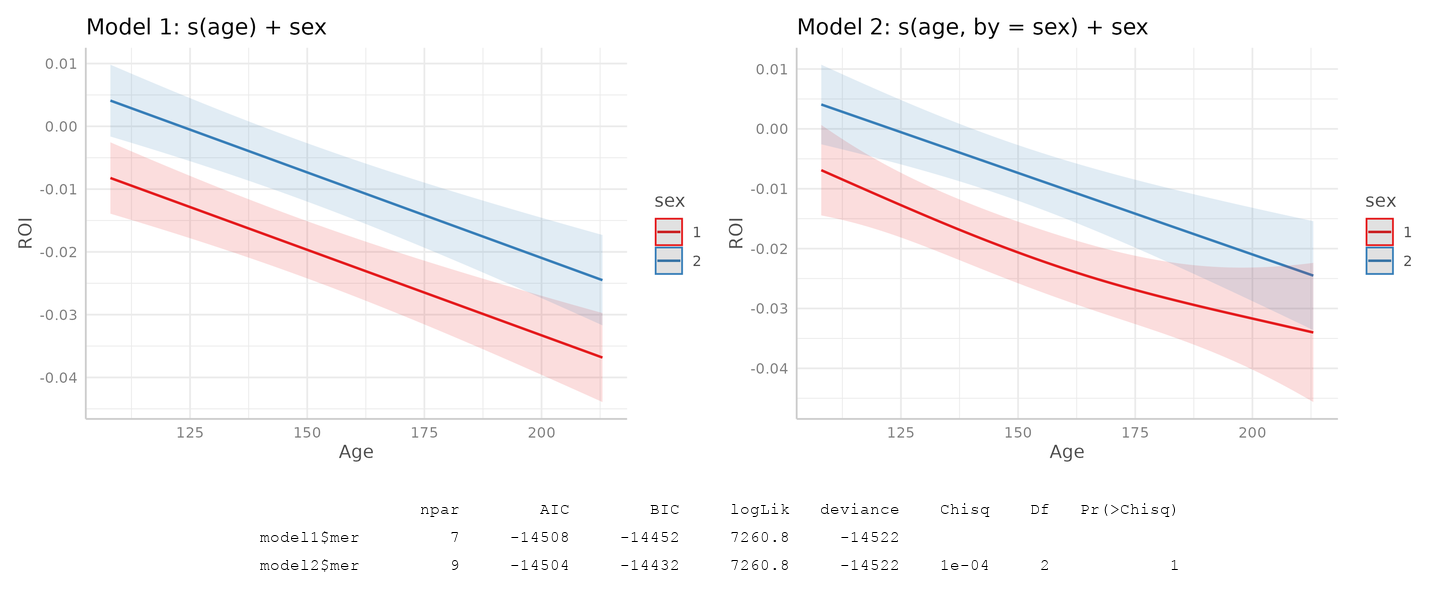 Model 1: s(age) + sex
0.01
0.00
-0.01
-0.02
-0.03
-0.04
ROI
125 150 175 200
Age
sex
1
2
Model 2: s(age, by = sex) + sex
0.01
0.00
-0.01
-0.02
-0.03
-0.04
ROI
125 150 175 200
Age
sex
1
2
npar AIC BIC logLik deviance Chisq Df Pr(>Chisq)
model1$mer 7 -14508 -14452 7260.8 -14522
model2$mer 9 -14504 -14432 7260.8 -14522 1e-04 2 1